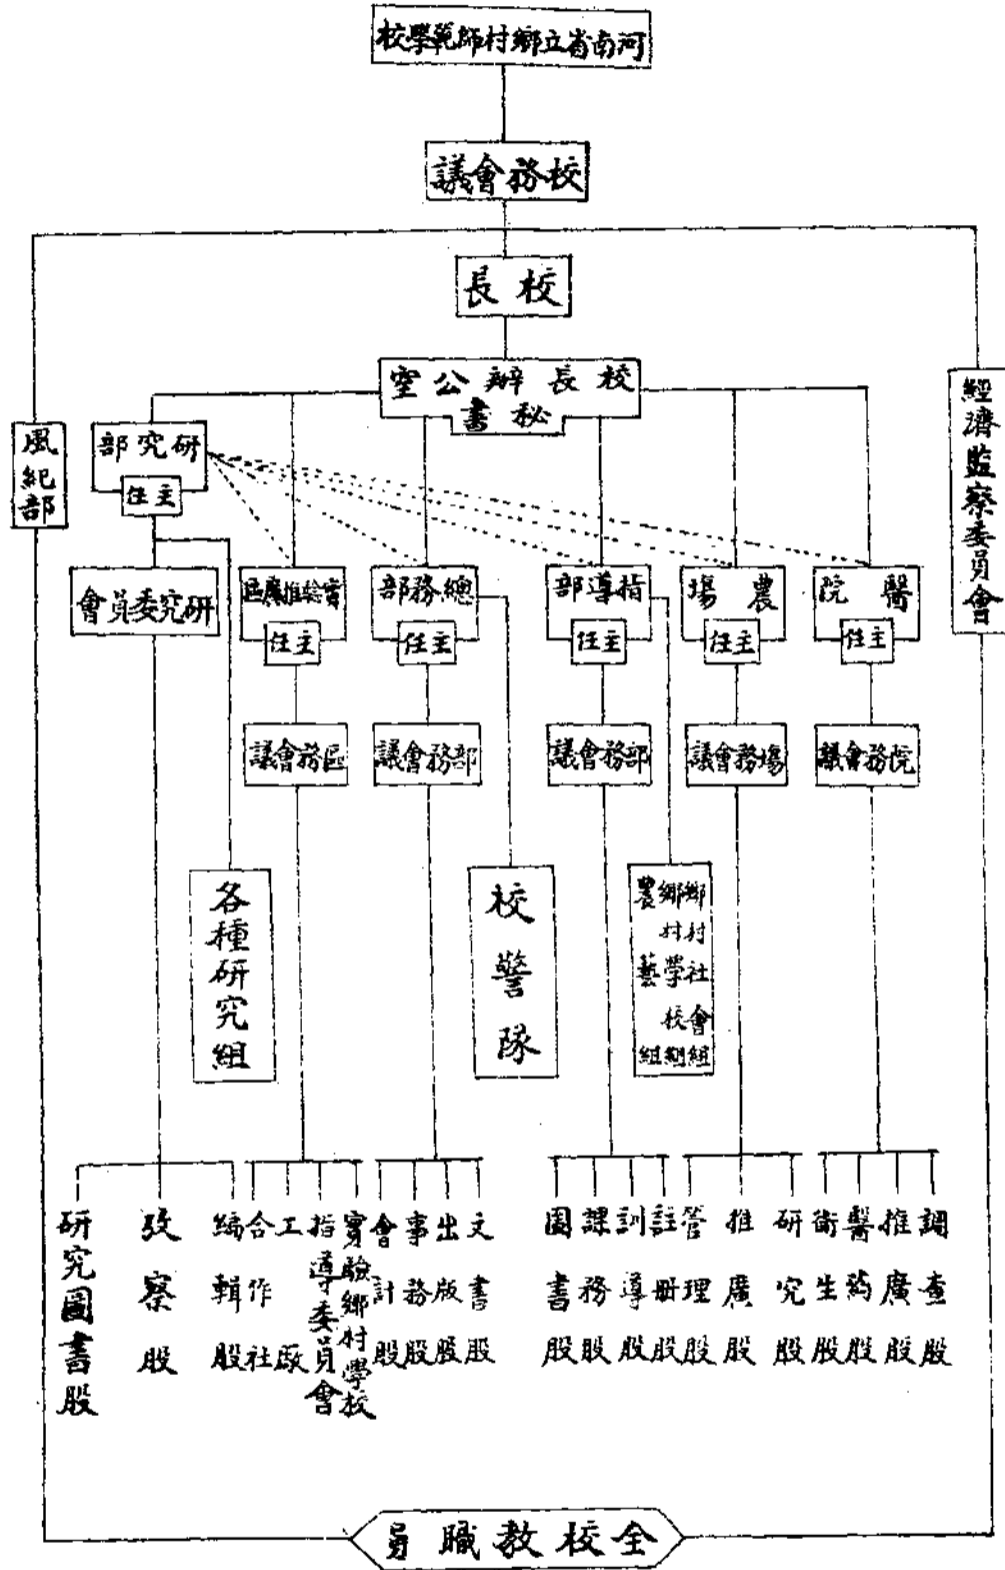 河南省立鄉村師範學校
校務會議
校長
校長辦公室
秘書
風紀部
經濟監察委員會
研究部
主任
研究委員會
實驗推廣區
主任
總務部
主任
指導部
主任
農場
主任
醫院
主任
區務會議
部務會議
部務會議
場務會議
院務會議
各種研究組
校警隊
鄉村社會組
鄉村學校組
農藝組
調查股
推廣股
醫葯股
衛生股
研究股
推廣股
管理股
註册股
訓導股
課務股
圖書股
文書股
出版股
事務股
會計股
實驗鄉村學校
指導委員會
工廠
合作社
編輯股
攷察股
研究圖書股
全校教職員